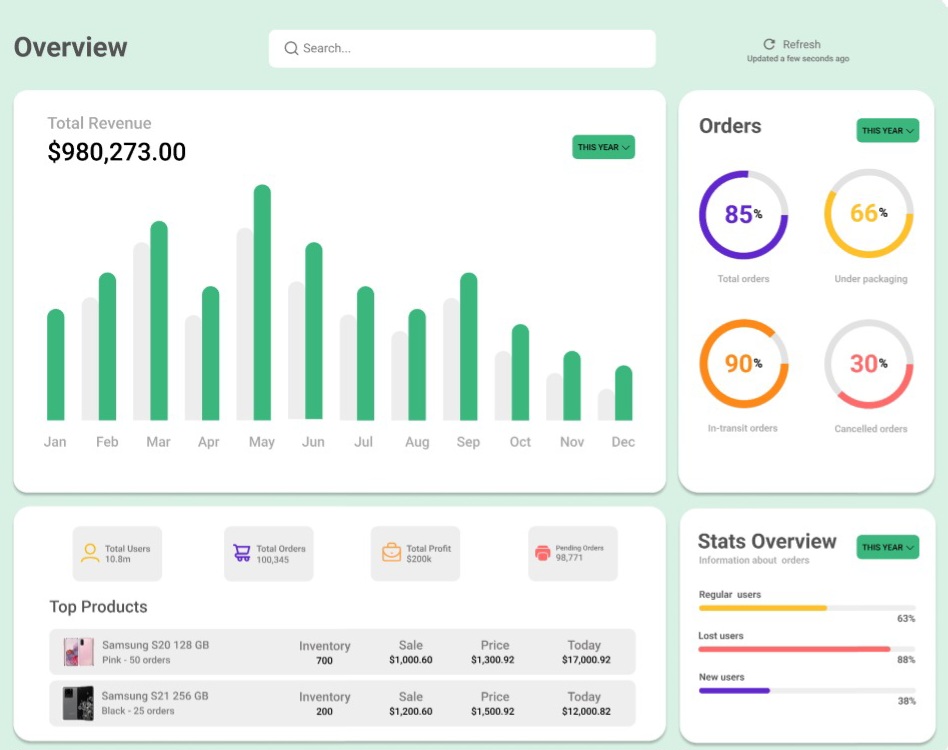 Overview
Search...
Refresh
Updated a few seconds ago
Total Revenue
$980,273.00
THIS YEAR
Jan Feb Mar Apr May Jun Jul Aug Sep Oct Nov Dec
Orders
THIS YEAR
85%
66%
Total orders
Under packaging
90%
30%
In-transit orders
Cancelled orders
Total Users
10.8m
Total Orders
100,345
Total Profit
$200k
Pending Orders
98,771
Top Products
Samsung S20 128 GB
Pink - 50 orders
Inventory
700
Sale
$1,000.60
Price
$1,300.92
Today
$17,000.92
Samsung S21 256 GB
Black - 25 orders
Inventory
200
Sale
$1,200.60
Price
$1,500.92
Today
$12,000.82
Stats Overview
Information about orders
THIS YEAR
Regular users
63%
Lost users
88%
New users
38%